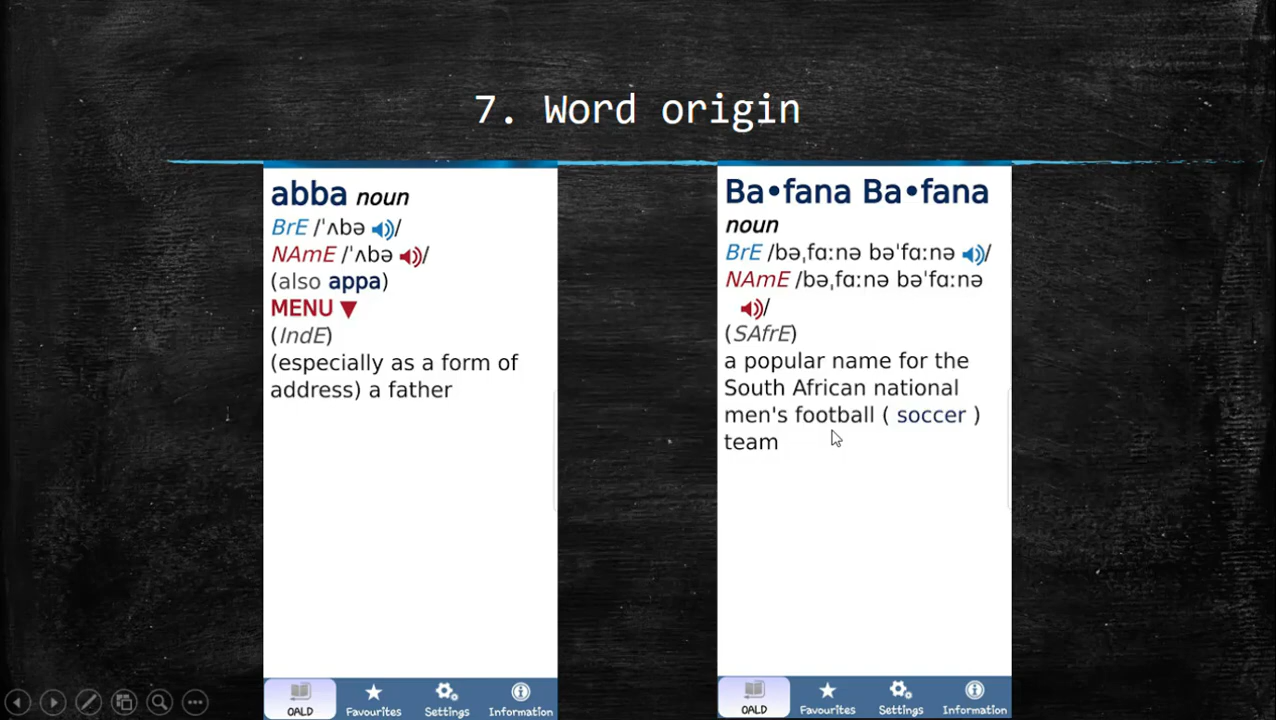 7. Word origin
abba noun
BrE /ˈʌbə /
NAmE /ˈʌbə /
(also appa)
MENU ▼
(IndE)
(especially as a form of
address) a father
OALD
Favourites
Settings
Information
Ba•fana Ba•fana
noun
BrE /bəˌfɑːnə bəˈfɑːnə /
NAmE /bəˌfɑːnə bəˈfɑːnə
/
(SAfrE)
a popular name for the
South African national
men's football ( soccer )
team
OALD
Favourites
Settings
Information